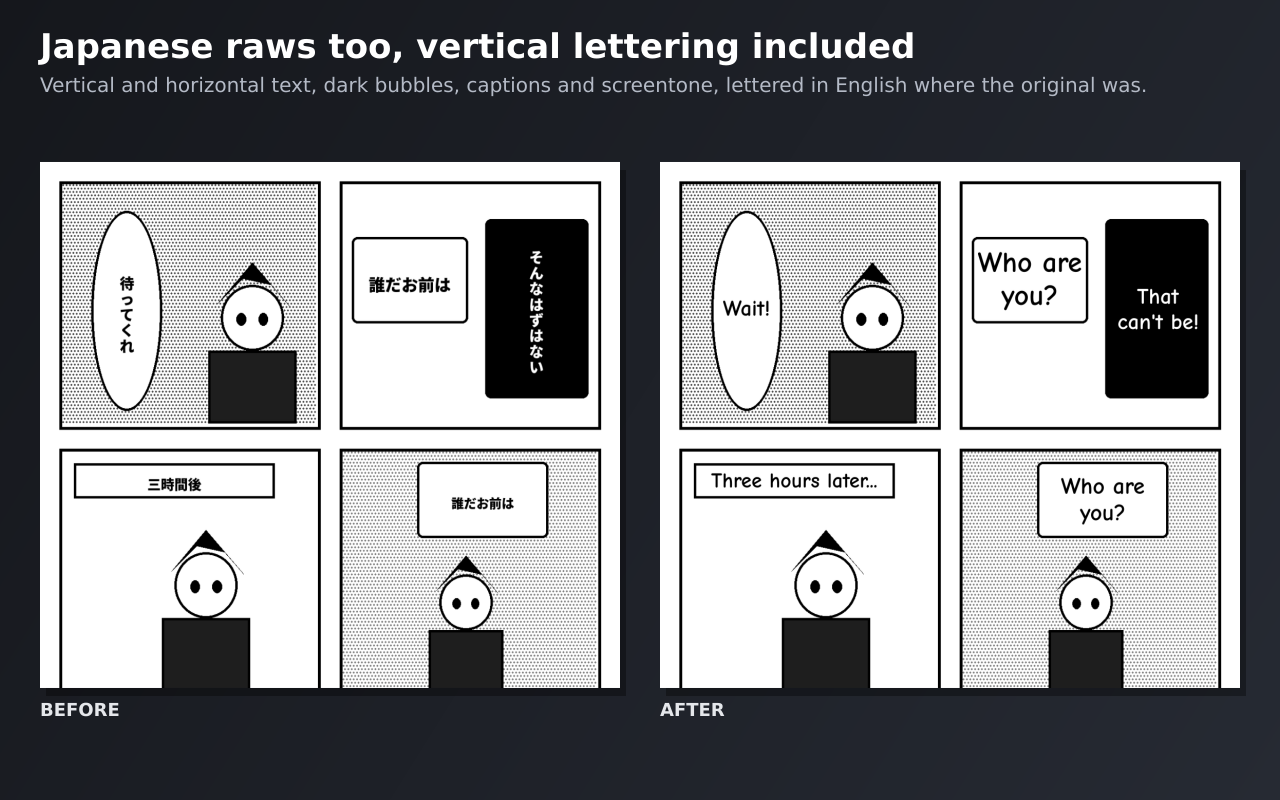 Japanese raws too, vertical lettering included
Vertical and horizontal text, dark bubbles, captions and screentone, lettered in English where the original was.
待ってくれ
誰だお前は
そんなはずはない
三時間後
誰だお前は
BEFORE
Wait!
Who are
you?
That
can't be!
Three hours later...
Who are
you?
AFTER